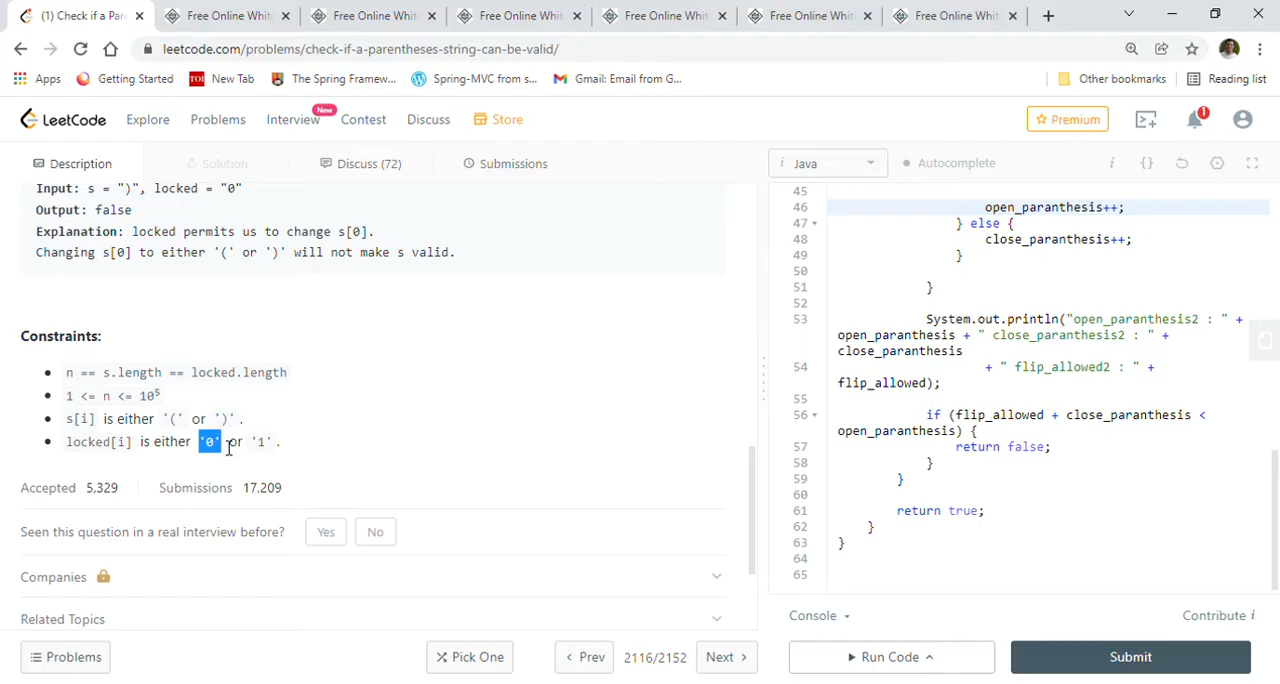 (1) Check if a Par
Free Online Whit
Free Online Whit
Free Online Whit
Free Online Whit
Free Online Whit
Free Online Whit
leetcode.com/problems/check-if-a-parentheses-string-can-be-valid/
Apps
Getting Started
TOI
New Tab
The Spring Framew...
Spring-MVC from s...
Gmail: Email from G...
Other bookmarks
Reading list
LeetCode
Explore
Problems
Interview
New
Contest
Discuss
Store
Premium
1
Description
Solution
Discuss (72)
Submissions
i Java
Autocomplete
i
{}
Input: s = ")", locked = "0"
Output: false
Explanation: locked permits us to change s[0].
Changing s[0] to either '(' or ')' will not make s valid.
Constraints:
n == s.length == locked.length
1 <= n <= 10⁵
s[i] is either '(' or ')'.
locked[i] is either '0' or '1'.
Accepted 5,329
Submissions 17,209
Seen this question in a real interview before?
Yes
No
Companies
Related Topics
45
46 open_paranthesis++;
47 } else {
48 close_paranthesis++;
49 }
50
51 }
52
53 System.out.println("open_paranthesis2 : " +
open_paranthesis + " close_paranthesis2 : " +
close_paranthesis
54 + " flip_allowed2 : " +
flip_allowed);
55
56 if (flip_allowed + close_paranthesis <
open_paranthesis) {
57 return false;
58 }
59 }
60
61 return true;
62 }
63 }
64
65
Console
Contribute i
Problems
Pick One
Prev
2116/2152
Next
Run Code
Submit